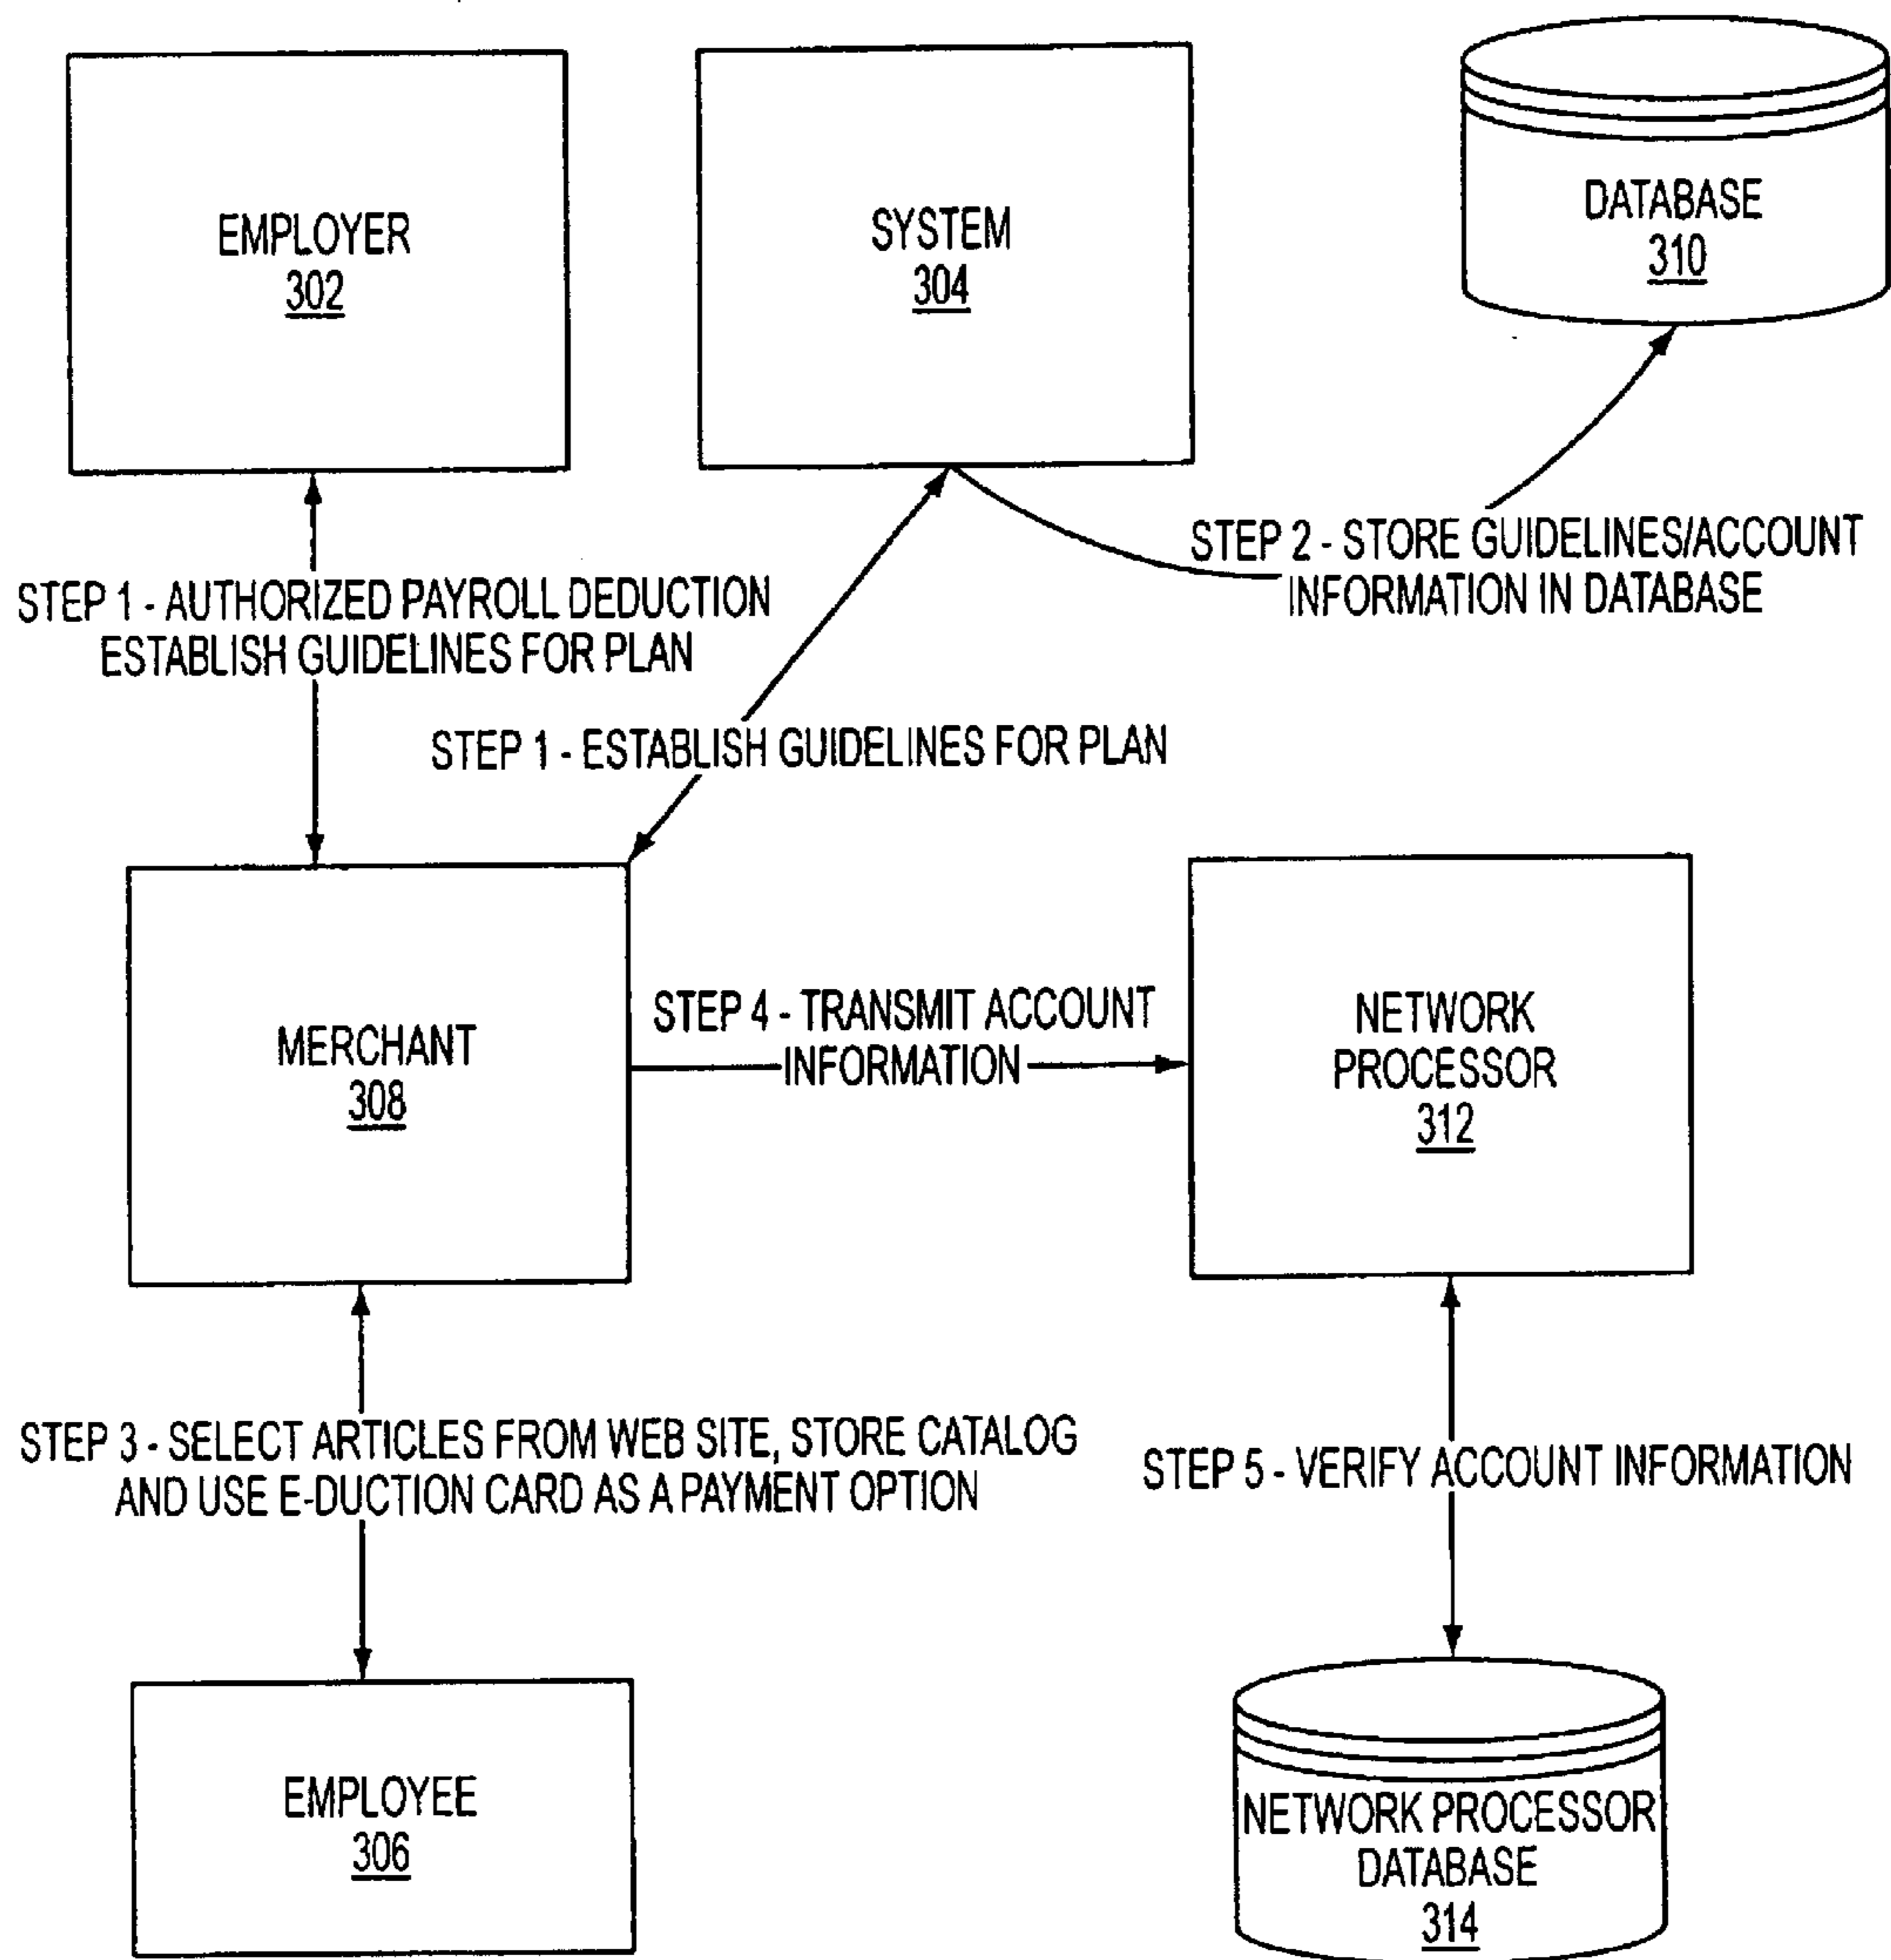 EMPLOYER
302
SYSTEM
304
DATABASE
310
STEP 1 - AUTHORIZED PAYROLL DEDUCTION
ESTABLISH GUIDELINES FOR PLAN
STEP 2 - STORE GUIDELINES/ACCOUNT
INFORMATION IN DATABASE
STEP 1 - ESTABLISH GUIDELINES FOR PLAN
MERCHANT
308
STEP 4 - TRANSMIT ACCOUNT
INFORMATION
NETWORK
PROCESSOR
312
STEP 3 - SELECT ARTICLES FROM WEB SITE, STORE CATALOG
AND USE E-DUCTION CARD AS A PAYMENT OPTION
STEP 5 - VERIFY ACCOUNT INFORMATION
EMPLOYEE
306
NETWORK PROCESSOR
DATABASE
314